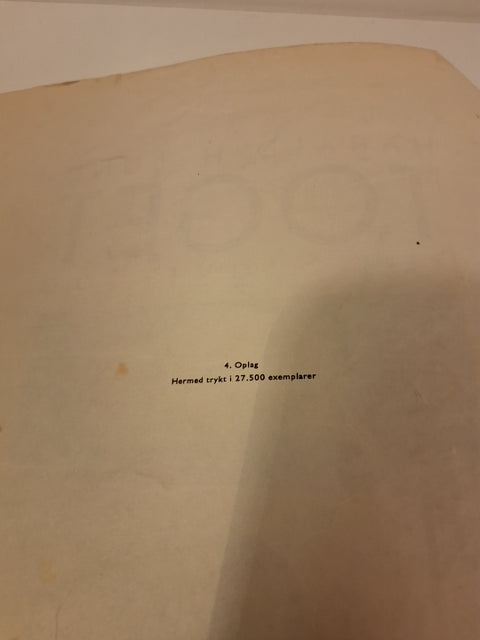 4. Oplag
Hermed trykt i 27.500 exemplarer